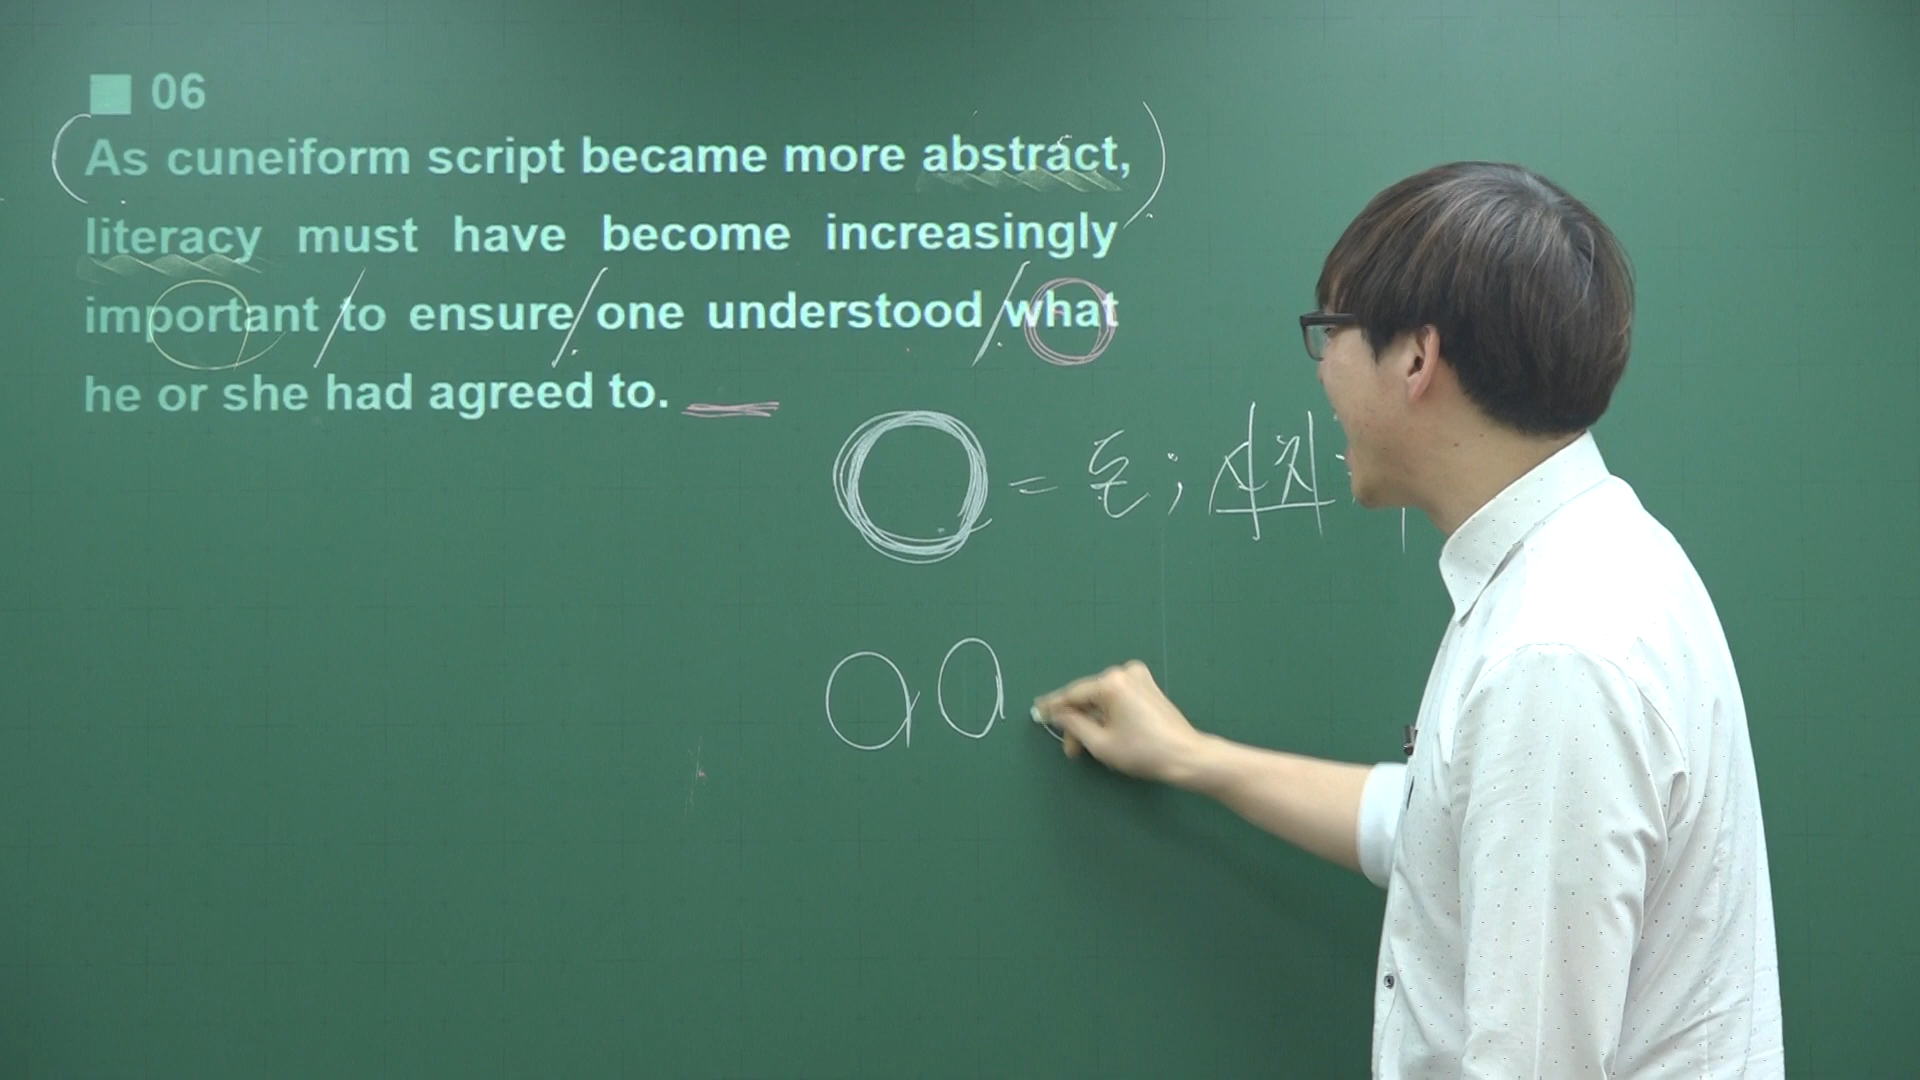 ■ 06
As cuneiform script became more abstract,
literacy must have become increasingly
important to ensure one understood what
he or she had agreed to.
= 돌;
a a